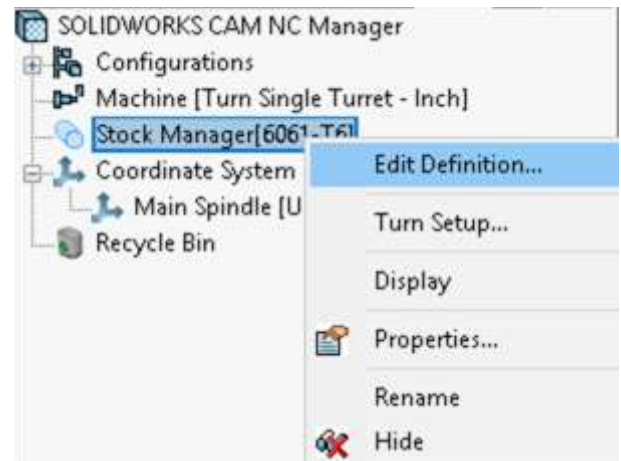 SOLIDWORKS CAM NC Manager
Configurations
Machine [Turn Single Turret - Inch]
Stock Manager[6061-T6]
Coordinate System
Main Spindle [U
Recycle Bin
Edit Definition...
Turn Setup...
Display
Properties...
Rename
Hide